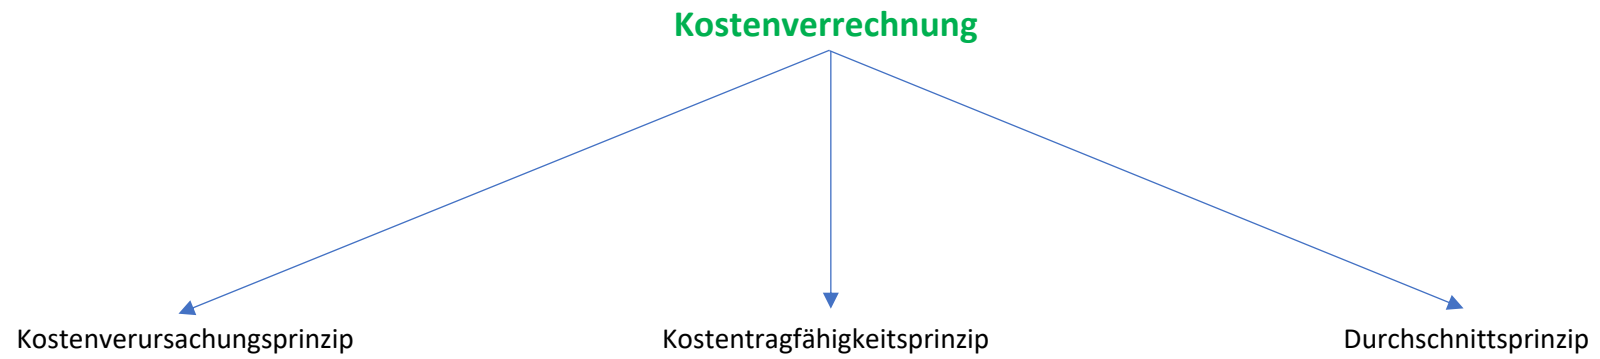 Kostenverrechnung
Kostenverursachungsprinzip
Kostentragfähigkeitsprinzip
Durchschnittsprinzip